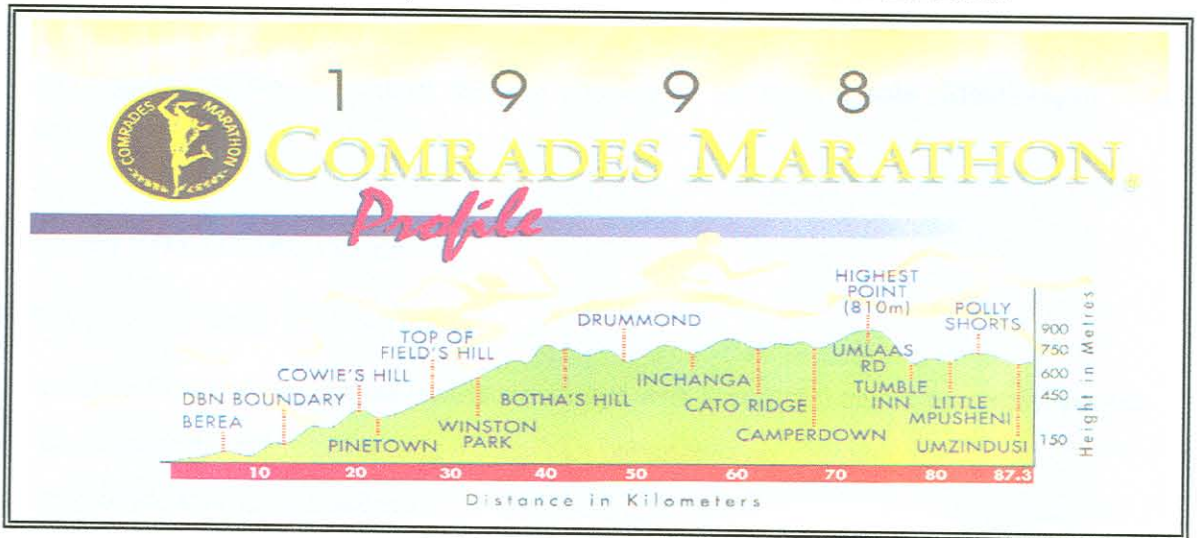 1 9 9 8
COMRADES MARATHON
COMRADES MARATHON®
Profile
HIGHEST
POINT
(810m)
POLLY
SHORTS
DRUMMOND
TOP OF
FIELD'S HILL
COWIE'S HILL
DBN BOUNDARY
BEREA
PINETOWN
WINSTON
PARK
BOTHA'S HILL
INCHANGA
CATO RIDGE
CAMPERDOWN
UMLAAS
RD
TUMBLE
INN
LITTLE
MPUSHENI
UMZINDUSI
900
750
600
450
150
Height in Metres
10 20 30 40 50 60 70 80 87.3
Distance in Kilometers